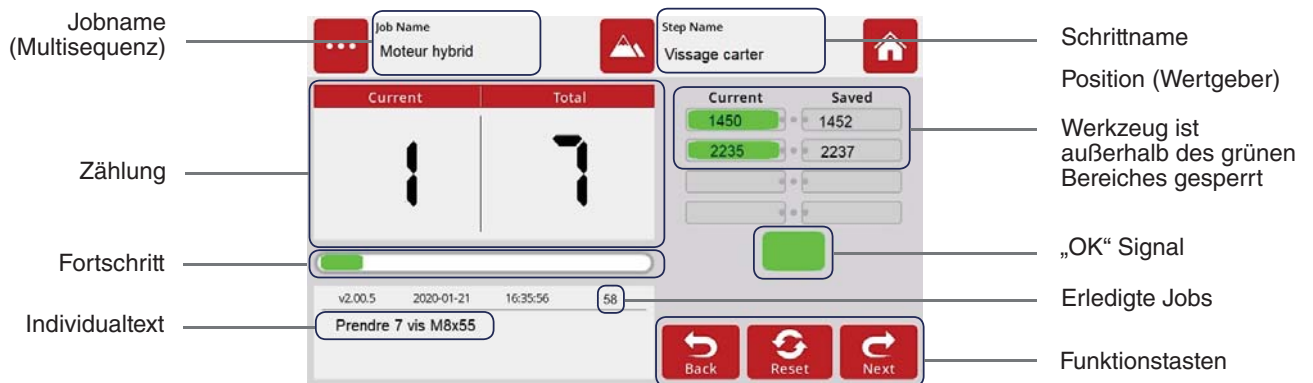 Jobname
(Multisequenz)
Zählung
Fortschritt
Individualtext
Job Name
Moteur hybrid
Step Name
Vissage carter
Current Total
1 7
Current Saved
1450 1452
2235 2237
v2.00.5 2020-01-21 16:35:56 58
Prendre 7 vis M8x55
Back Reset Next
Schrittname
Position (Wertgeber)
Werkzeug ist
außerhalb des grünen
Bereiches gesperrt
„OK“ Signal
Erledigte Jobs
Funktionstasten